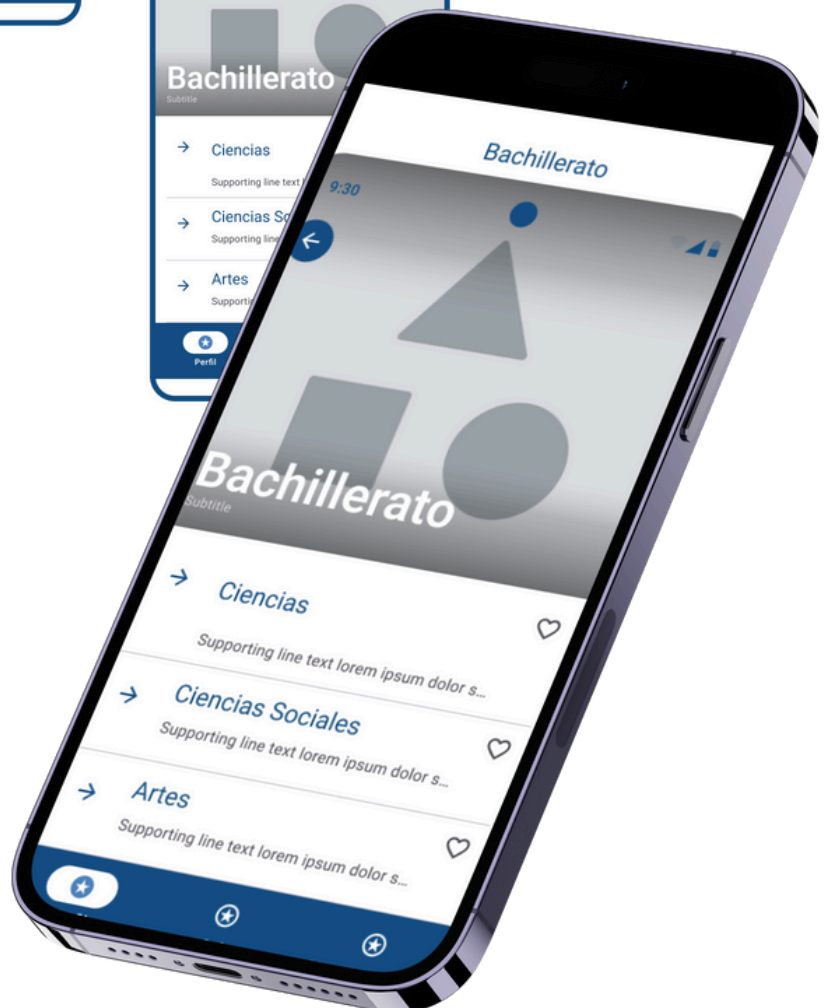 Bachillerato
Subtitle
Ciencias
Supporting line text
Ciencias
Supporting line
Artes
Perfil
Bachillerato
9:30
Bachillerato
Subtitle
Ciencias
Supporting line text lorem ipsum dolor s...
Ciencias Sociales
Supporting line text lorem ipsum dolor s...
Artes
Supporting line text lorem ipsum dolor s...